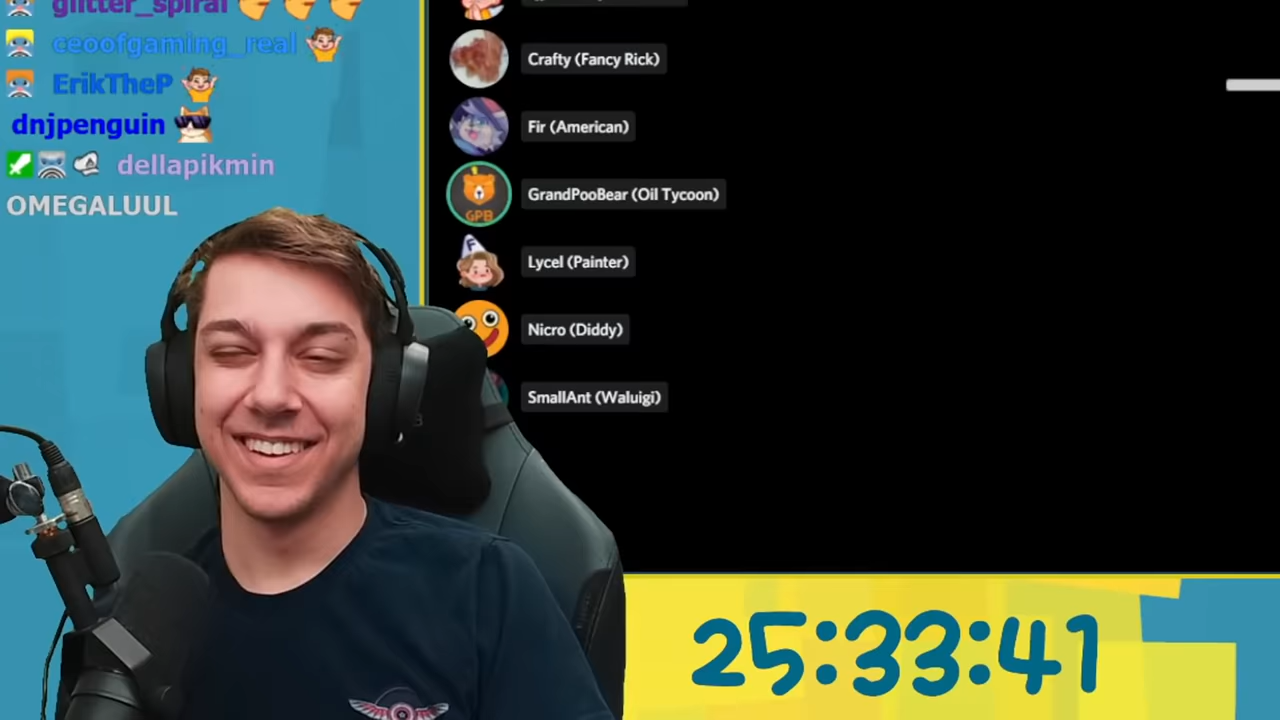 glitter_spiral
ceoofgaming_real
ErikTheP
dnjpenguin
dellapikmin
OMEGALUUL
Crafty (Fancy Rick)
Fir (American)
GrandPooBear (Oil Tycoon)
GPB
Lycel (Painter)
F
Nicro (Diddy)
SmallAnt (Waluigi)
25:33:41